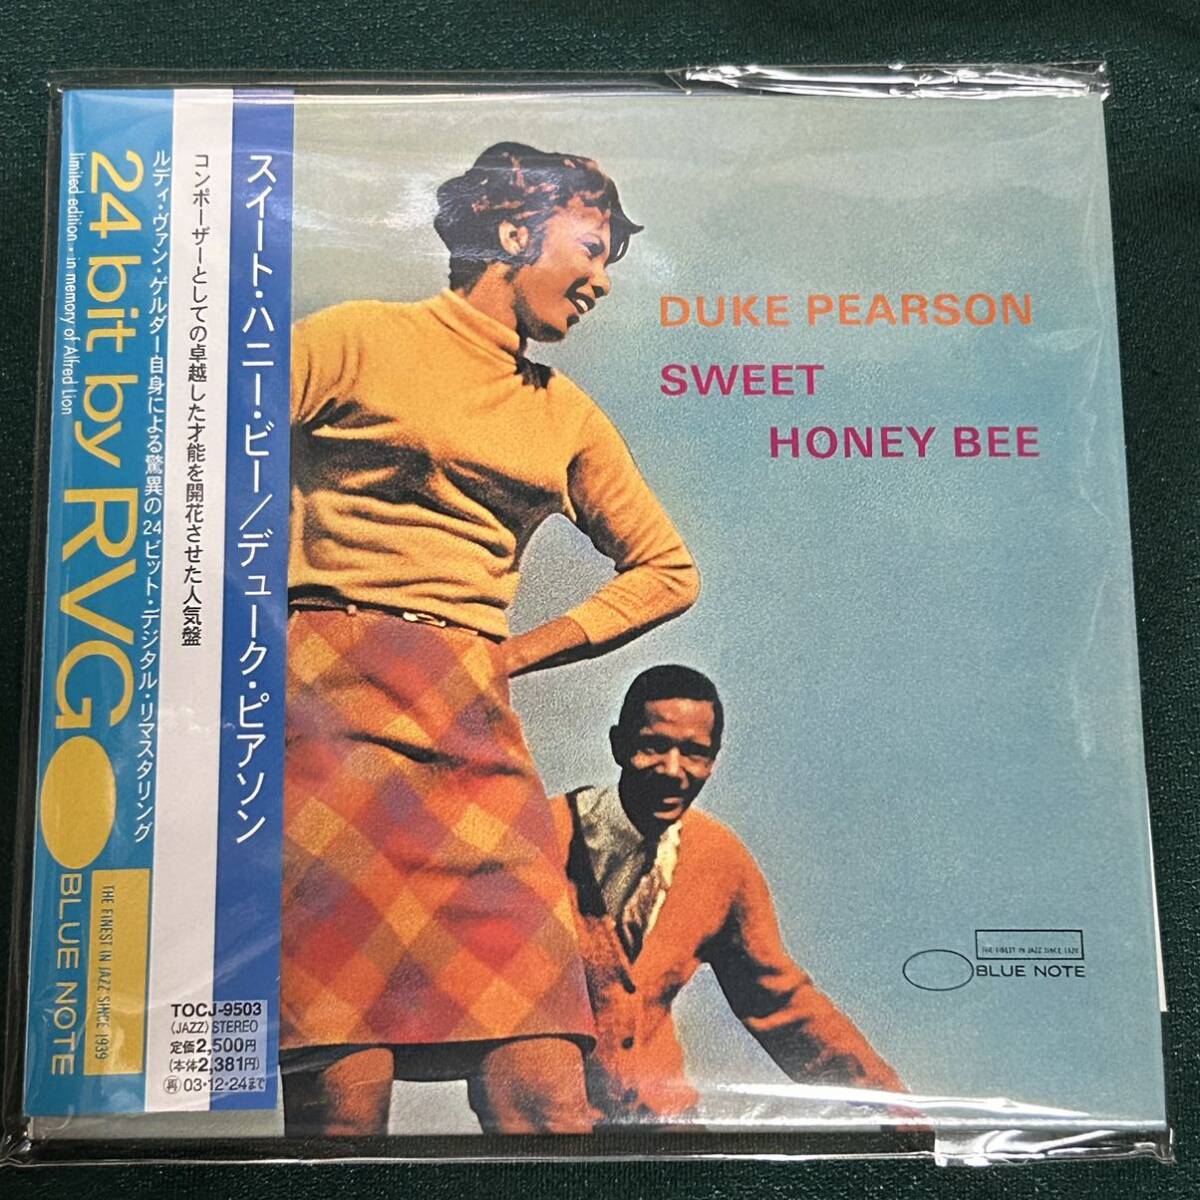 24 bit by RVG
limited edition・in memory of Alfred Lion
ルディ・ヴァン・ゲルダー自身による驚異の24ビット・デジタル・リマスタリング
BLUE NOTE
THE FINEST IN JAZZ SINCE 1939
コンポーザーとしての卓越した才能を開花させた人気盤
スイート・ハニー・ビー/デューク・ピアソン
TOCJ-9503
〈JAZZ〉STEREO
定価2,500円
(本体2,381円)
再 03・12・24まで
DUKE PEARSON
SWEET
HONEY BEE
THE FINEST IN JAZZ SINCE 1939
BLUE NOTE